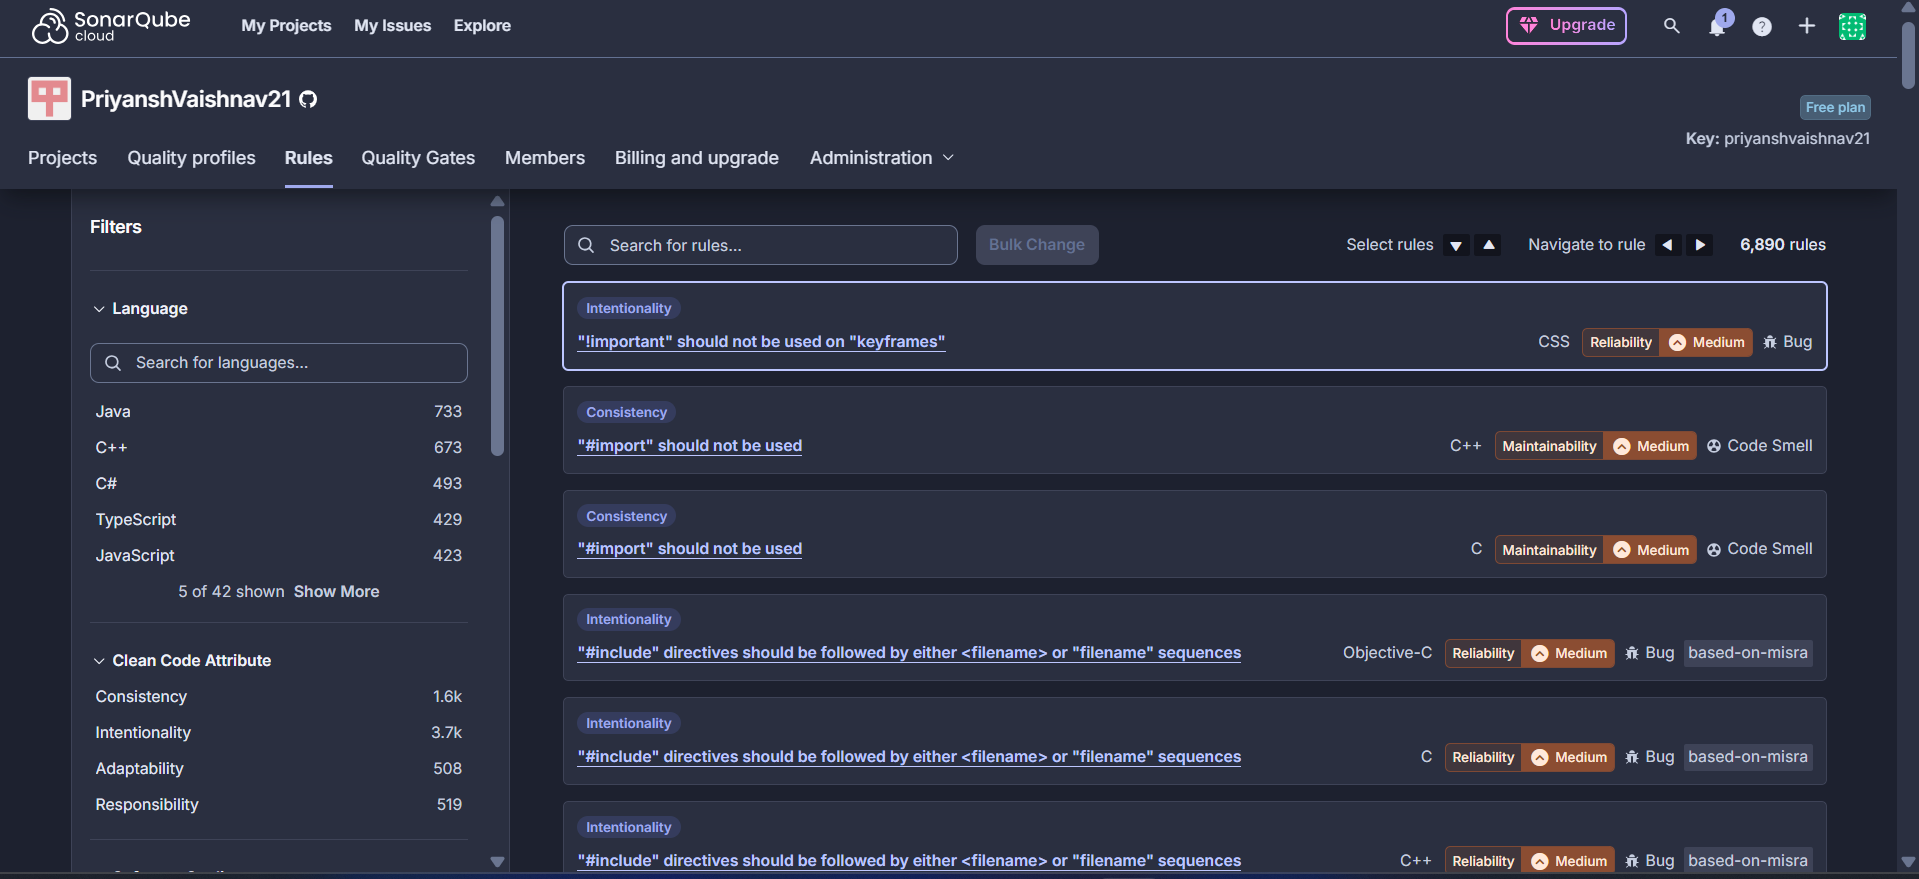 SonarQube
cloud
My Projects
My Issues
Explore
Upgrade
1
?
PriyanshVaishnav21
Free plan
Key: priyanshvaishnav21
Projects
Quality profiles
Rules
Quality Gates
Members
Billing and upgrade
Administration
Filters
Language
Search for languages...
Java 733
C++ 673
C# 493
TypeScript 429
JavaScript 423
5 of 42 shown Show More
Clean Code Attribute
Consistency 1.6k
Intentionality 3.7k
Adaptability 508
Responsibility 519
Search for rules...
Bulk Change
Select rules
Navigate to rule
6,890 rules
Intentionality
"!important" should not be used on "keyframes"
CSS Reliability Medium Bug
Consistency
"#import" should not be used
C++ Maintainability Medium Code Smell
Consistency
"#import" should not be used
C Maintainability Medium Code Smell
Intentionality
"#include" directives should be followed by either <filename> or "filename" sequences
Objective-C Reliability Medium Bug based-on-misra
Intentionality
"#include" directives should be followed by either <filename> or "filename" sequences
C Reliability Medium Bug based-on-misra
Intentionality
"#include" directives should be followed by either <filename> or "filename" sequences
C++ Reliability Medium Bug based-on-misra